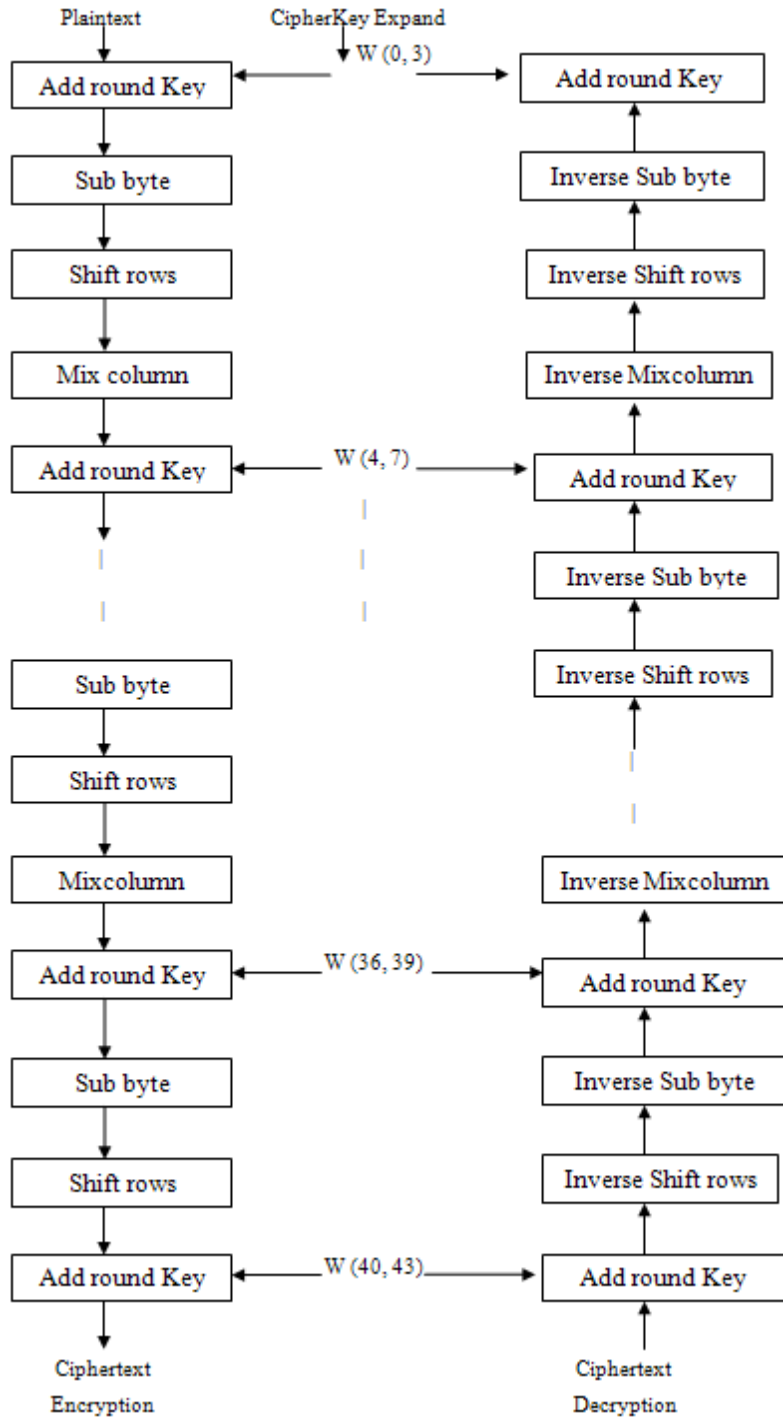 Plaintext
CipherKey Expand
W (0, 3)
Add round Key
Add round Key
Sub byte
Inverse Sub byte
Shift rows
Inverse Shift rows
Mix column
Inverse Mixcolumn
Add round Key
W (4, 7)
Add round Key
Inverse Sub byte
Sub byte
Inverse Shift rows
Shift rows
Mixcolumn
Inverse Mixcolumn
Add round Key
W (36, 39)
Add round Key
Sub byte
Inverse Sub byte
Shift rows
Inverse Shift rows
Add round Key
W (40, 43)
Add round Key
Ciphertext
Encryption
Ciphertext
Decryption